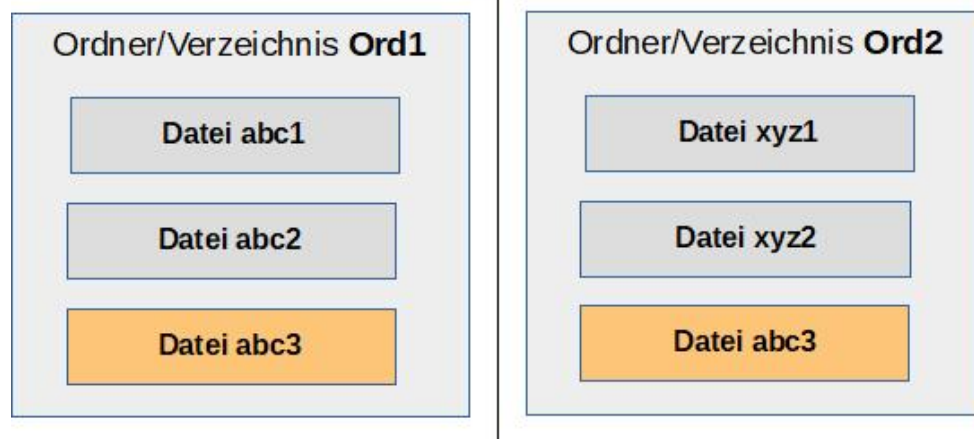 Ordner/Verzeichnis Ord1
Datei abc1
Datei abc2
Datei abc3
Ordner/Verzeichnis Ord2
Datei xyz1
Datei xyz2
Datei abc3